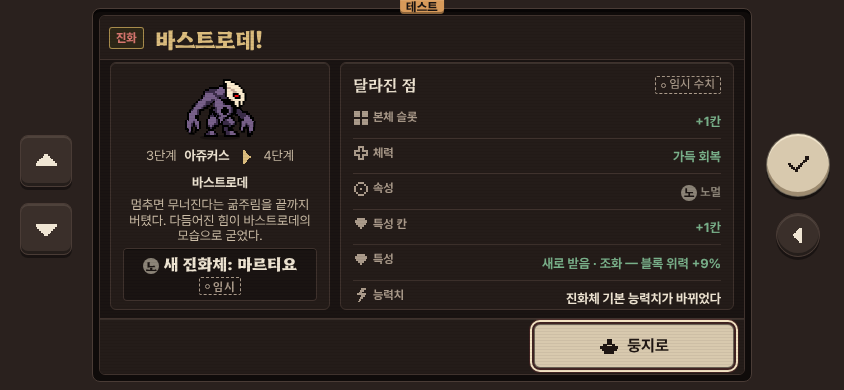 테스트
진화 바스트로데!
3단계 아쥬커스 4단계
바스트로데
멈추면 무너진다는 굶주림을 끝까지
버텼다. 다듬어진 힘이 바스트로데의
모습으로 굳었다.
노 새 진화체: 마르티요
임시
달라진 점 임시 수치
본체 슬롯 +1칸
체력 가득 회복
속성 노 노멀
특성 칸 +1칸
특성 새로 받음 · 조화 — 블록 위력 +9%
능력치 진화체 기본 능력치가 바뀌었다
둥지로